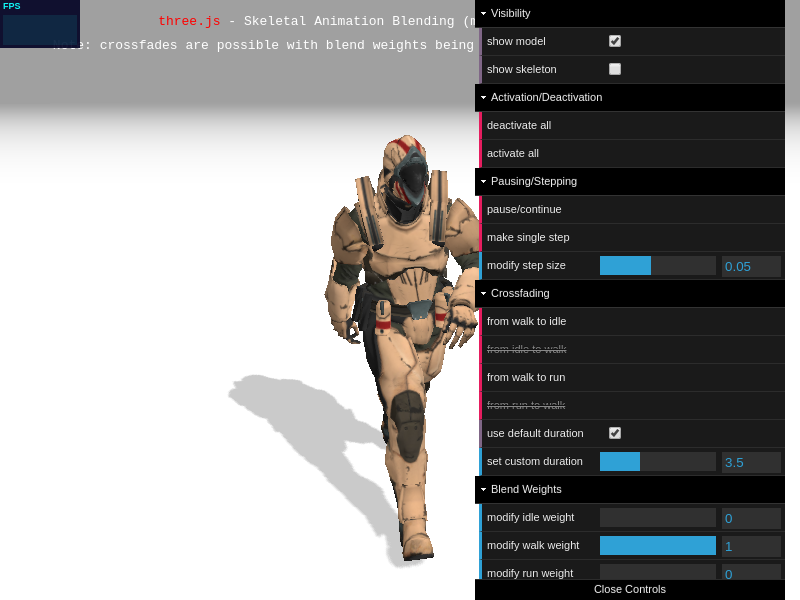 FPS
three.js - Skeletal Animation Blending
Note: crossfades are possible with blend weights being
Visibility
show model
show skeleton
Activation/Deactivation
deactivate all
activate all
Pausing/Stepping
pause/continue
make single step
modify step size 0.05
Crossfading
from walk to idle
from idle to walk
from walk to run
from run to walk
use default duration
set custom duration 3.5
Blend Weights
modify idle weight 0
modify walk weight 1
modify run weight 0
Close Controls